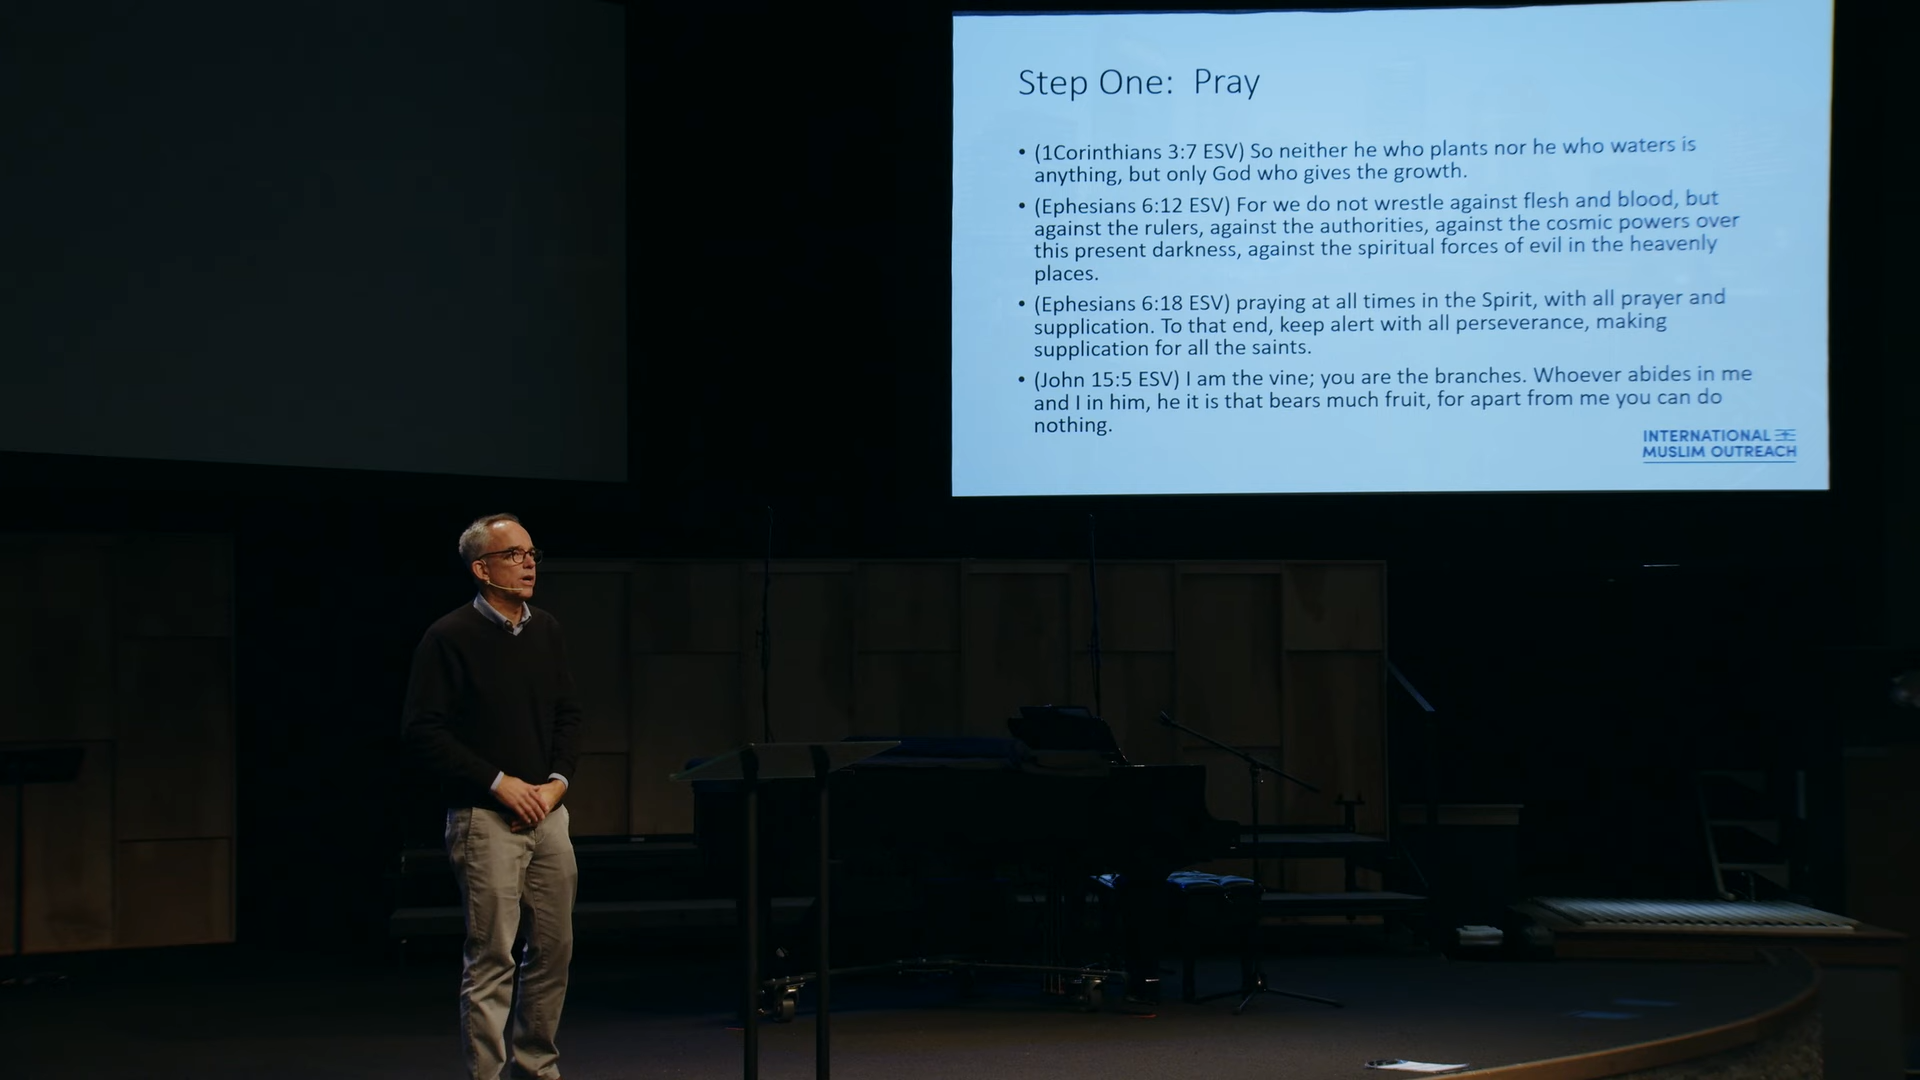 Step One:  Pray
• (1Corinthians 3:7 ESV) So neither he who plants nor he who waters is
anything, but only God who gives the growth.
• (Ephesians 6:12 ESV) For we do not wrestle against flesh and blood, but
against the rulers, against the authorities, against the cosmic powers over
this present darkness, against the spiritual forces of evil in the heavenly
places.
• (Ephesians 6:18 ESV) praying at all times in the Spirit, with all prayer and
supplication. To that end, keep alert with all perseverance, making
supplication for all the saints.
• (John 15:5 ESV) I am the vine; you are the branches. Whoever abides in me
and I in him, he it is that bears much fruit, for apart from me you can do
nothing.
INTERNATIONAL
MUSLIM OUTREACH